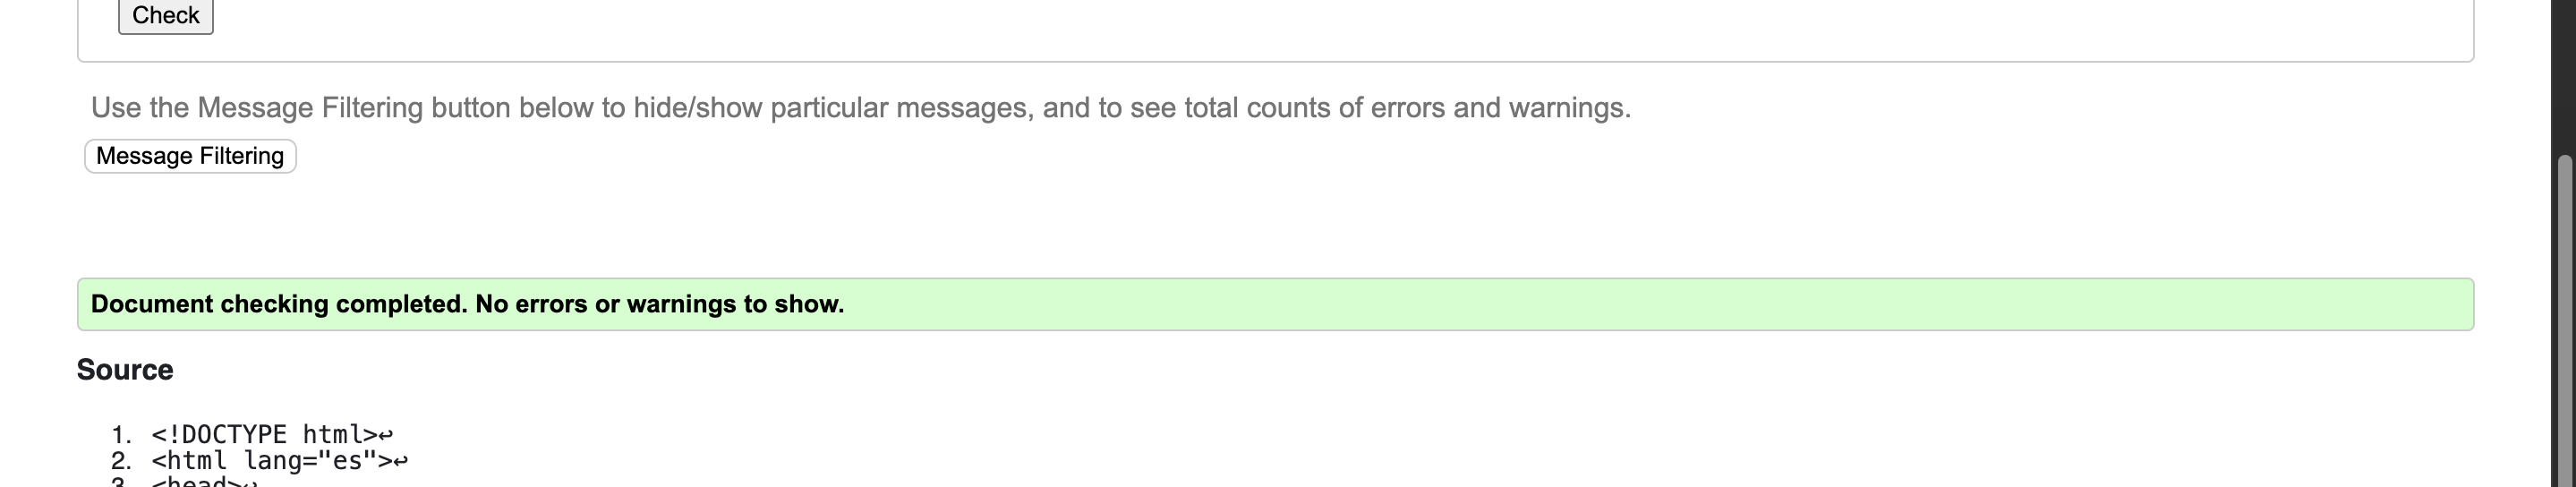 Check
Use the Message Filtering button below to hide/show particular messages, and to see total counts of errors and warnings.
Message Filtering
Document checking completed. No errors or warnings to show.
Source
1. <!DOCTYPE html>↩
2. <html lang="es">↩
3. <head>↩